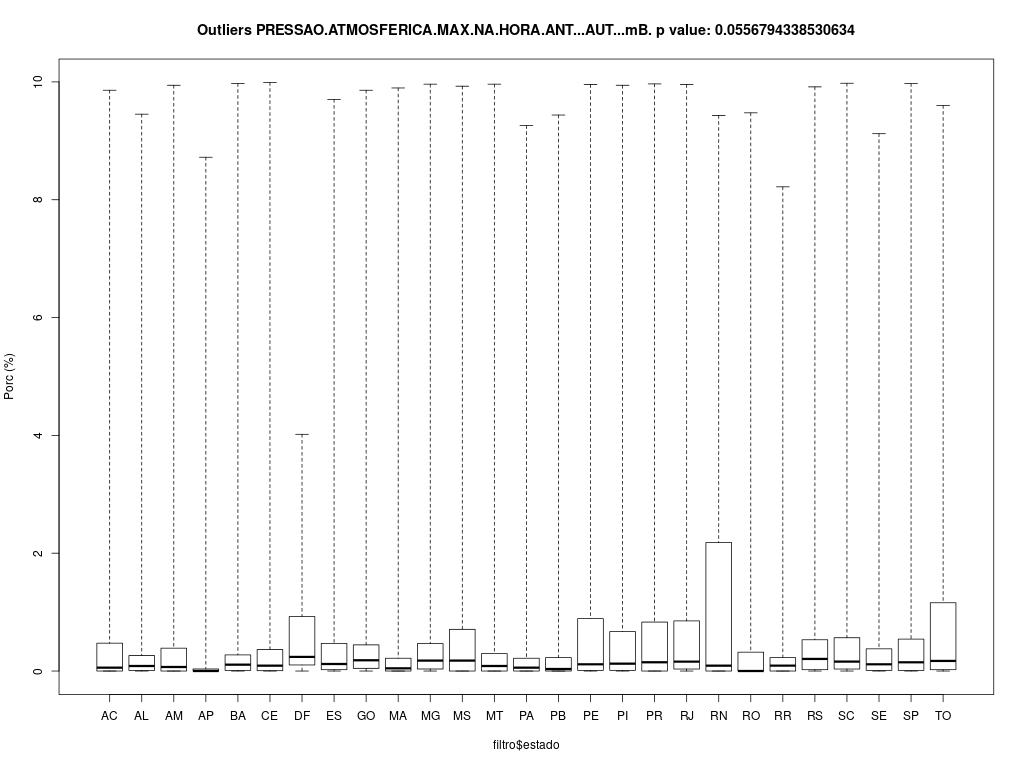 Outliers PRESSAO.ATMOSFERICA.MAX.NA.HORA.ANT...AUT...mB. p value: 0.0556794338530634
Porc (%)
10
8
6
4
2
0
AC AL AM AP BA CE DF ES GO MA MG MS MT PA PB PE PI PR RJ RN RO RR RS SC SE SP TO
filtro$estado